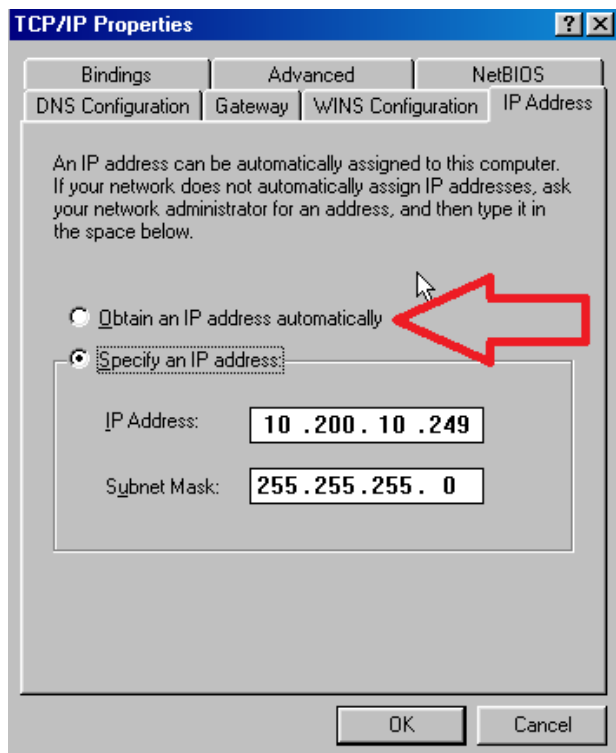 TCP/IP Properties
Bindings Advanced NetBIOS
DNS Configuration Gateway WINS Configuration IP Address
An IP address can be automatically assigned to this computer.
If your network does not automatically assign IP addresses, ask
your network administrator for an address, and then type it in
the space below.
Obtain an IP address automatically
Specify an IP address:
IP Address: 10 .200. 10 .249
Subnet Mask: 255.255.255. 0
OK Cancel